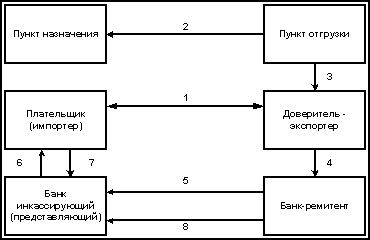 2
Пункт назначения
Пункт отгрузки
3
1
Плательщик
(импортер)
Доверитель -
экспортер
6
7
4
5
Банк
инкассирующий
(представляющий)
Банк-ремитент
8